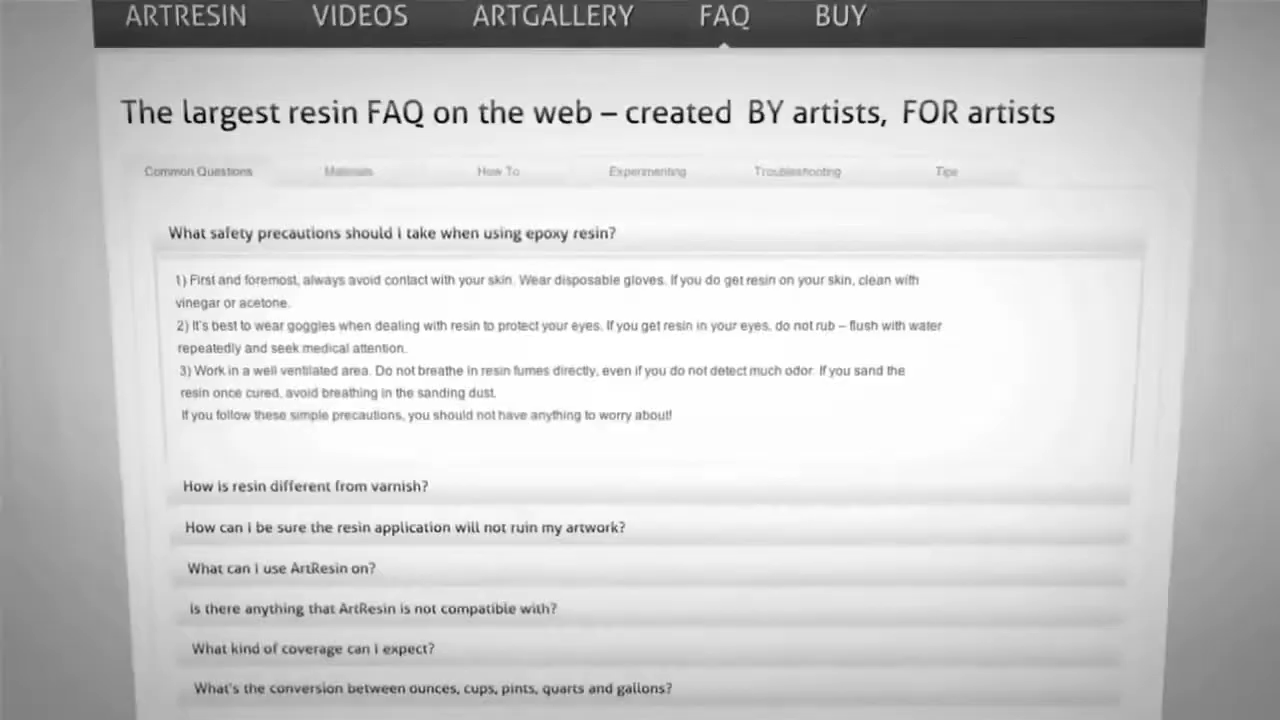 ARTRESIN VIDEOS ARTGALLERY FAQ BUY
The largest resin FAQ on the web – created BY artists, FOR artists
Common Questions Materials How To Experimenting Troubleshooting Tips
What safety precautions should I take when using epoxy resin?
1) First and foremost, always avoid contact with your skin. Wear disposable gloves. If you do get resin on your skin, clean with
vinegar or acetone.
2) It's best to wear goggles when dealing with resin to protect your eyes. If you get resin in your eyes, do not rub – flush with water
repeatedly and seek medical attention.
3) Work in a well ventilated area. Do not breathe in resin fumes directly, even if you do not detect much odor. If you sand the
resin once cured, avoid breathing in the sanding dust.
If you follow these simple precautions, you should not have anything to worry about!
How is resin different from varnish?
How can I be sure the resin application will not ruin my artwork?
What can I use ArtResin on?
Is there anything that ArtResin is not compatible with?
What kind of coverage can I expect?
What's the conversion between ounces, cups, pints, quarts and gallons?